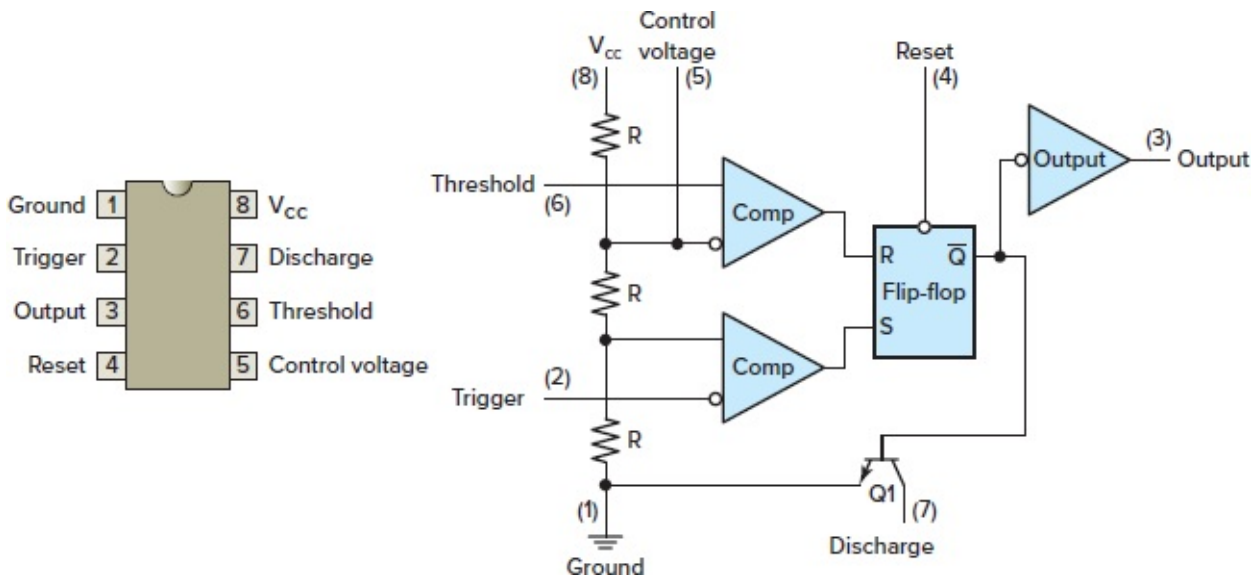 Ground 1
8 V_CC
Trigger 2
7 Discharge
Output 3
6 Threshold
Reset 4
5 Control voltage
V_cc
(8)
Control
voltage
(5)
Reset
(4)
R
Threshold
(6)
Comp
Output
(3)
Output
R
Q̅
Flip-flop
S
R
Comp
Trigger
(2)
R
(1)
Ground
Q1
(7)
Discharge